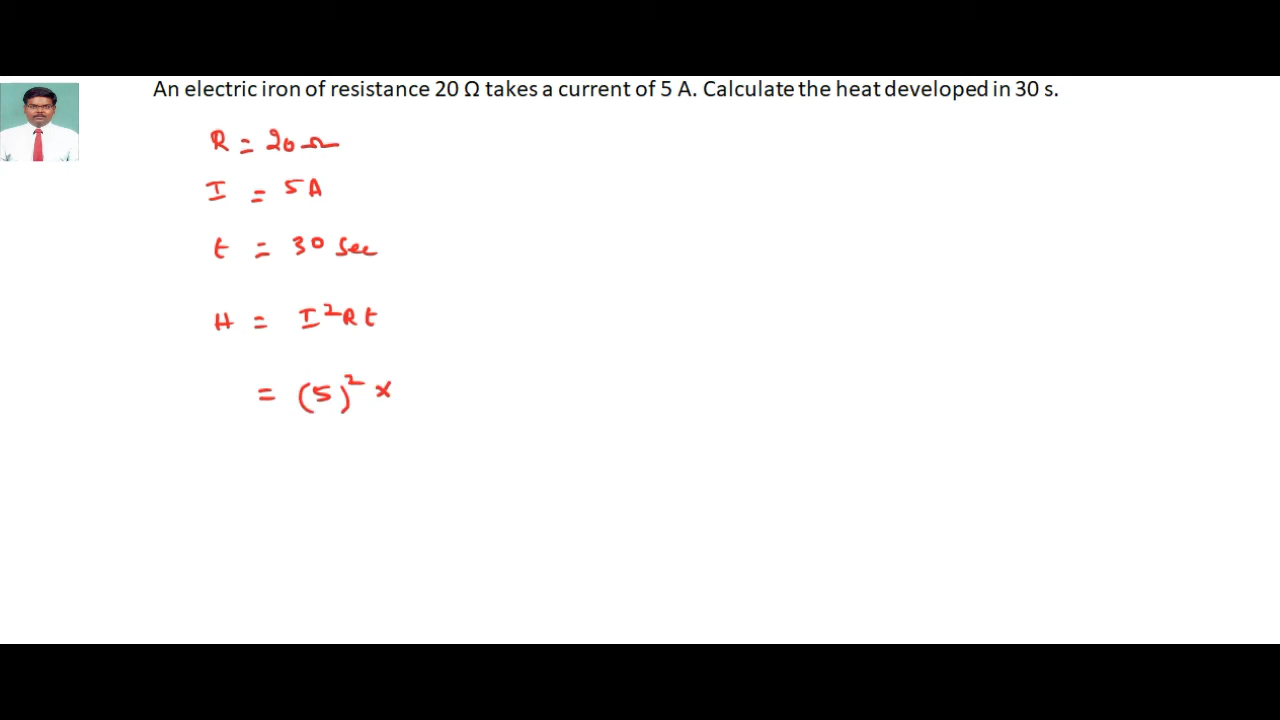 An electric iron of resistance 20 Ω takes a current of 5 A. Calculate the heat developed in 30 s.
R = 20 Ω
I = 5 A
t = 30 sec
H = I²Rt
= (5)² ×